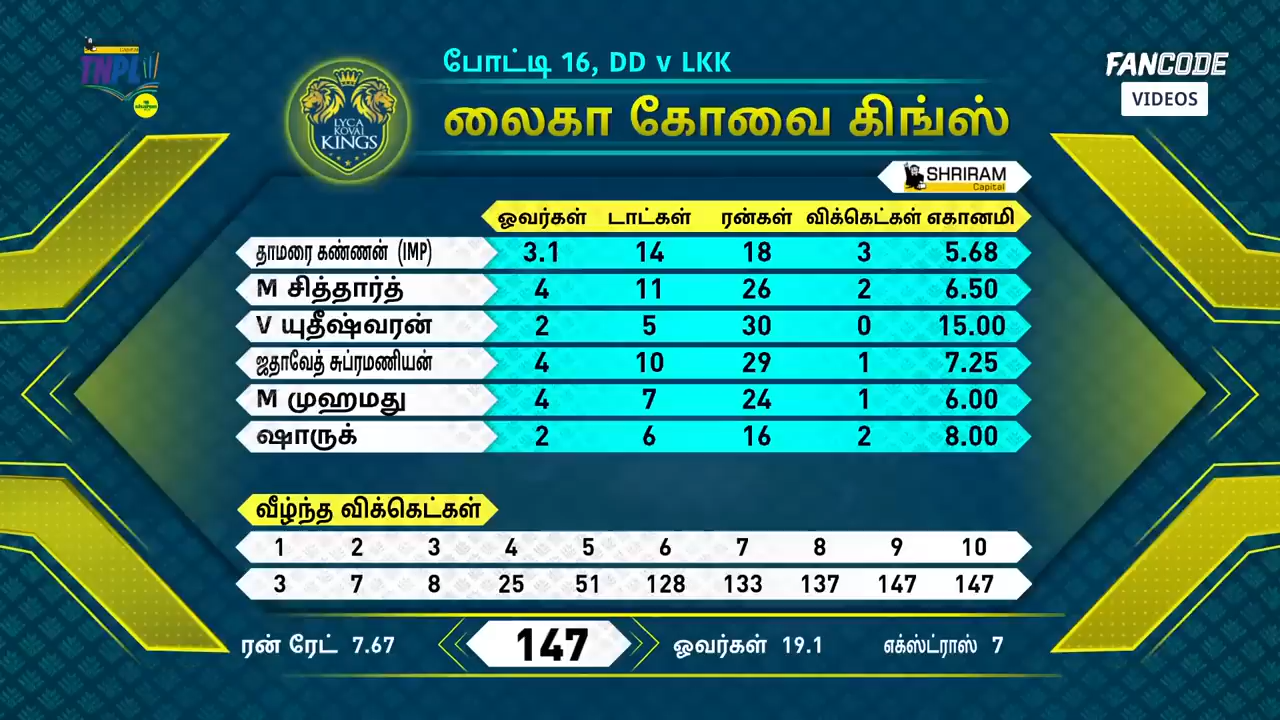 TNPL
போட்டி 16, DD v LKK
FANCODE
VIDEOS
LYCA
KOVAI
KINGS
லைகா கோவை கிங்ஸ்
SHRIRAM
Capital
ஓவர்கள் டாட்கள் ரன்கள் விக்கெட்கள் எகானமி
தாமரை கண்ணன் (IMP) 3.1 14 18 3 5.68
M சித்தார்த் 4 11 26 2 6.50
V யுதீஷ்வரன் 2 5 30 0 15.00
ஜதாவேத் சுப்ரமணியன் 4 10 29 1 7.25
M முஹமது 4 7 24 1 6.00
ஷாருக் 2 6 16 2 8.00
வீழ்ந்த விக்கெட்கள்
1 2 3 4 5 6 7 8 9 10
3 7 8 25 51 128 133 137 147 147
ரன் ரேட் 7.67 147 ஓவர்கள் 19.1 எக்ஸ்ட்ராஸ் 7